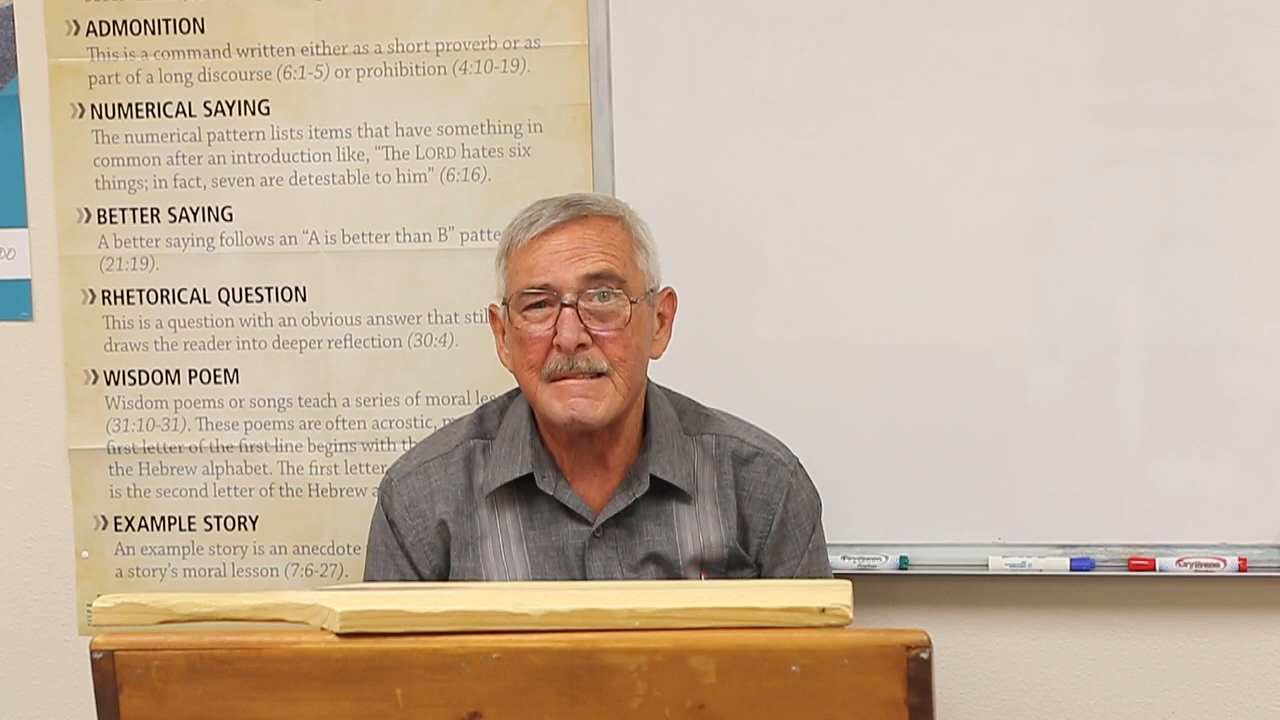 ADMONITION
This is a command written either as a short proverb or as
part of a long discourse (6:1-5) or prohibition (4:10-19).
NUMERICAL SAYING
The numerical pattern lists items that have something in
common after an introduction like, “The LORD hates six
things; in fact, seven are detestable to him” (6:16).
BETTER SAYING
A better saying follows an “A is better than B” patte
(21:19).
RHETORICAL QUESTION
This is a question with an obvious answer that stil
draws the reader into deeper reflection (30:4).
WISDOM POEM
Wisdom poems or songs teach a series of moral les
(31:10-31). These poems are often acrostic,
first letter of the first line begins with th
the Hebrew alphabet. The first letter
is the second letter of the Hebrew a
EXAMPLE STORY
An example story is an anecdote
a story’s moral lesson (7:6-27).